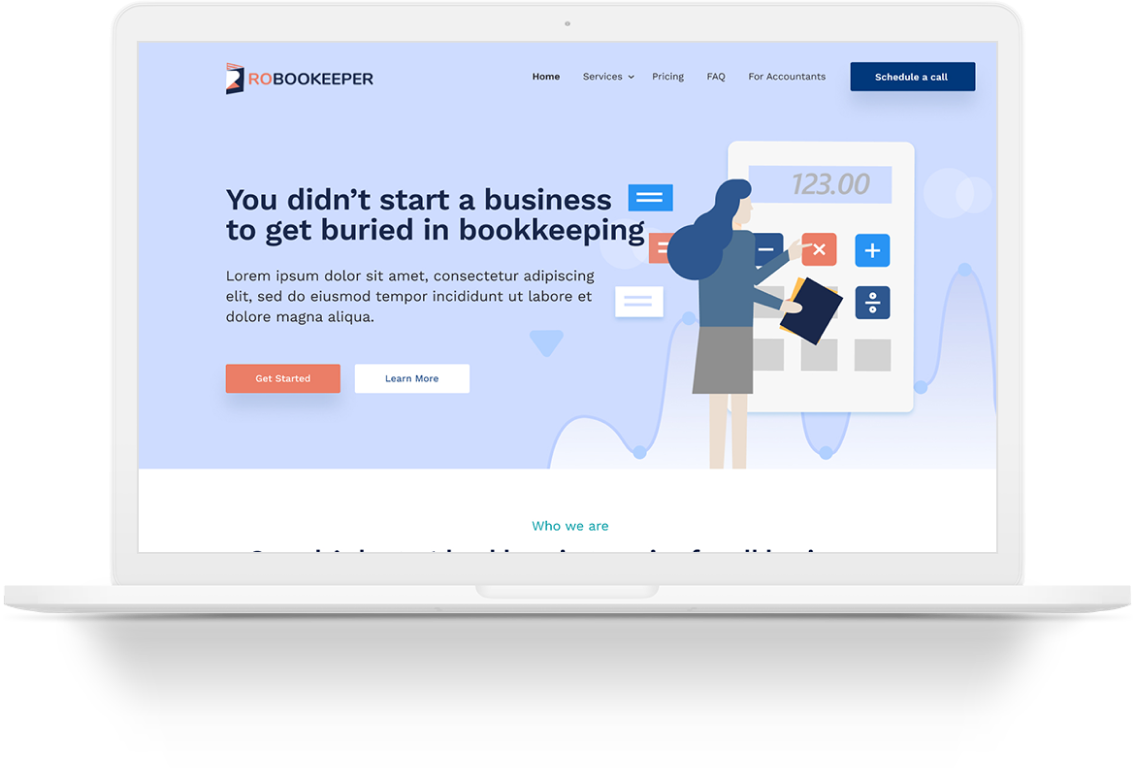 ROBOOKEEPER
Home Services Pricing FAQ For Accountants Schedule a call
123.00
You didn't start a business
to get buried in bookkeeping
Lorem ipsum dolor sit amet, consectetur adipiscing
elit, sed do eiusmod tempor incididunt ut labore et
dolore magna aliqua.
Get Started Learn More
Who we are